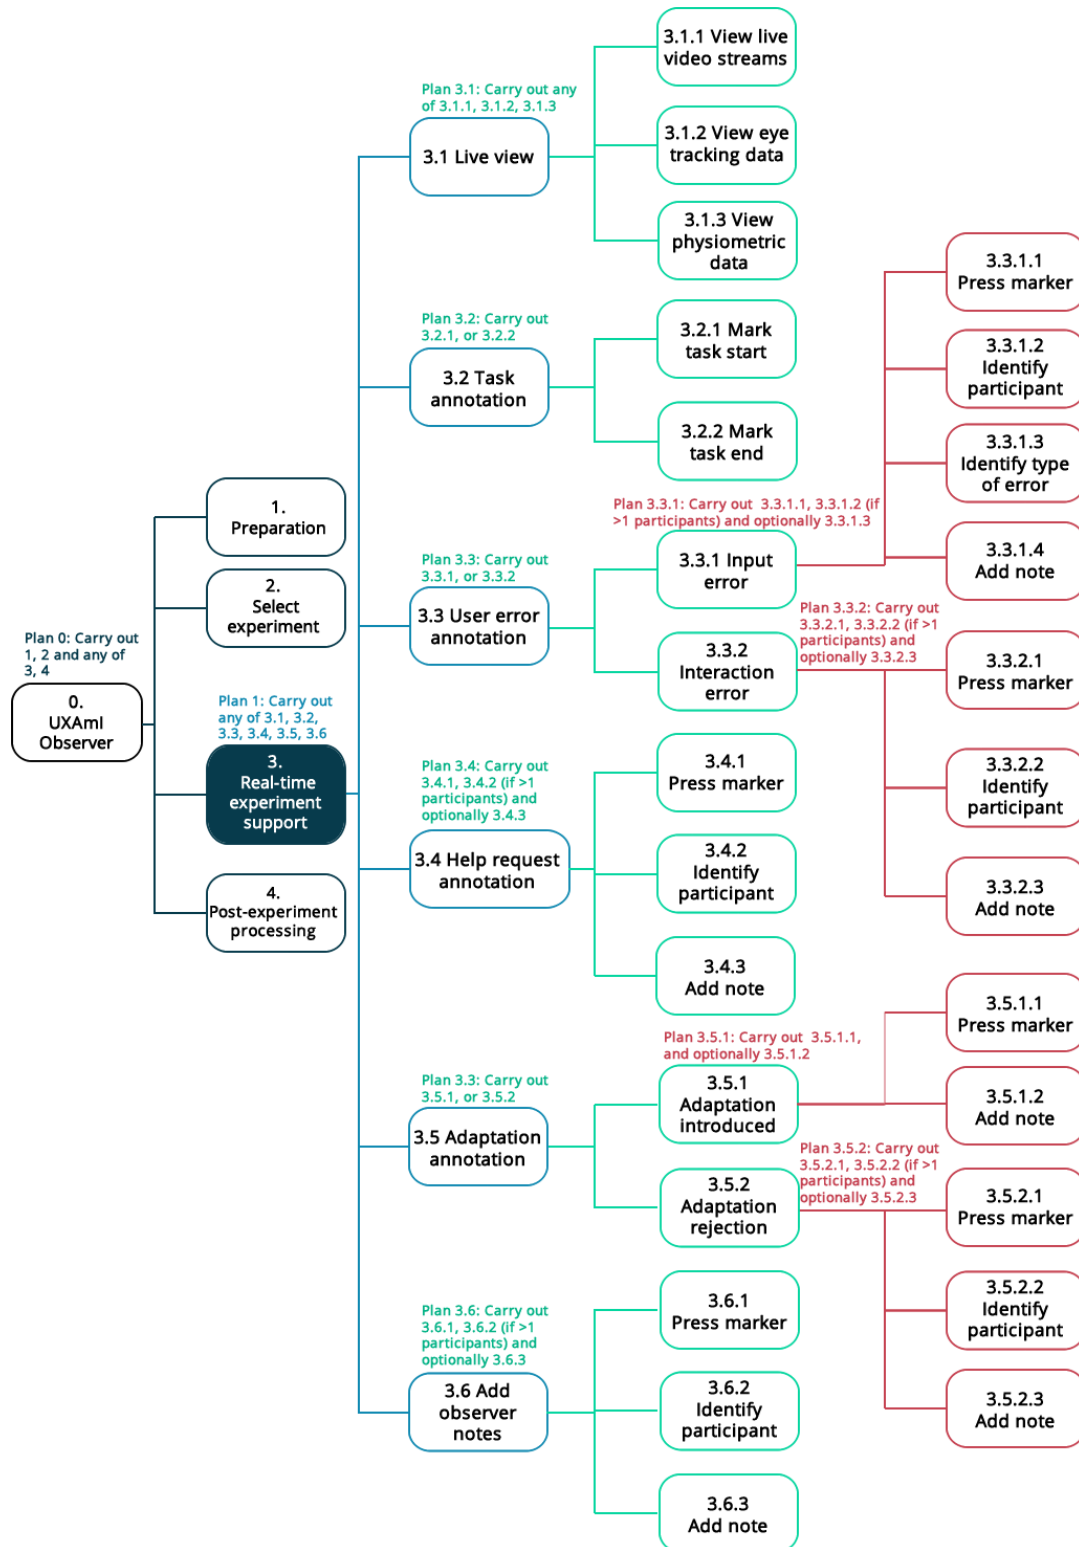 3.1.1 View live
video streams
Plan 3.1: Carry out any
of 3.1.1, 3.1.2, 3.1.3
3.1 Live view
3.1.2 View eye
tracking data
3.1.3 View
physiometric
data
Plan 3.2: Carry out
3.2.1, or 3.2.2
3.2 Task
annotation
3.2.1 Mark
task start
3.2.2 Mark
task end
3.3.1.1
Press marker
3.3.1.2
Identify
participant
3.3.1.3
Identify type
of error
3.3.1.4
Add note
1.
Preparation
2.
Select
experiment
Plan 0: Carry out
1, 2 and any of
3, 4
0.
UXAmI
Observer
Plan 1: Carry out
any of 3.1, 3.2,
3.3, 3.4, 3.5, 3.6
3.
Real-time
experiment
support
4.
Post-experiment
processing
Plan 3.3: Carry out
3.3.1, or 3.3.2
3.3 User error
annotation
Plan 3.3.1: Carry out  3.3.1.1, 3.3.1.2 (if
>1 participants) and optionally 3.3.1.3
3.3.1 Input
error
3.3.2
Interaction
error
Plan 3.3.2: Carry out
3.3.2.1, 3.3.2.2 (if >1
participants) and
optionally 3.3.2.3
3.3.2.1
Press marker
3.3.2.2
Identify
participant
3.3.2.3
Add note
Plan 3.4: Carry out
3.4.1, 3.4.2 (if >1
participants) and
optionally 3.4.3
3.4 Help request
annotation
3.4.1
Press marker
3.4.2
Identify
participant
3.4.3
Add note
Plan 3.3: Carry out
3.5.1, or 3.5.2
3.5 Adaptation
annotation
Plan 3.5.1: Carry out  3.5.1.1,
and optionally 3.5.1.2
3.5.1
Adaptation
introduced
3.5.1.1
Press marker
3.5.1.2
Add note
3.5.2
Adaptation
rejection
Plan 3.5.2: Carry out
3.5.2.1, 3.5.2.2 (if >1
participants) and
optionally 3.5.2.3
3.5.2.1
Press marker
3.5.2.2
Identify
participant
3.5.2.3
Add note
Plan 3.6: Carry out
3.6.1, 3.6.2 (if >1
participants) and
optionally 3.6.3
3.6 Add
observer
notes
3.6.1
Press marker
3.6.2
Identify
participant
3.6.3
Add note